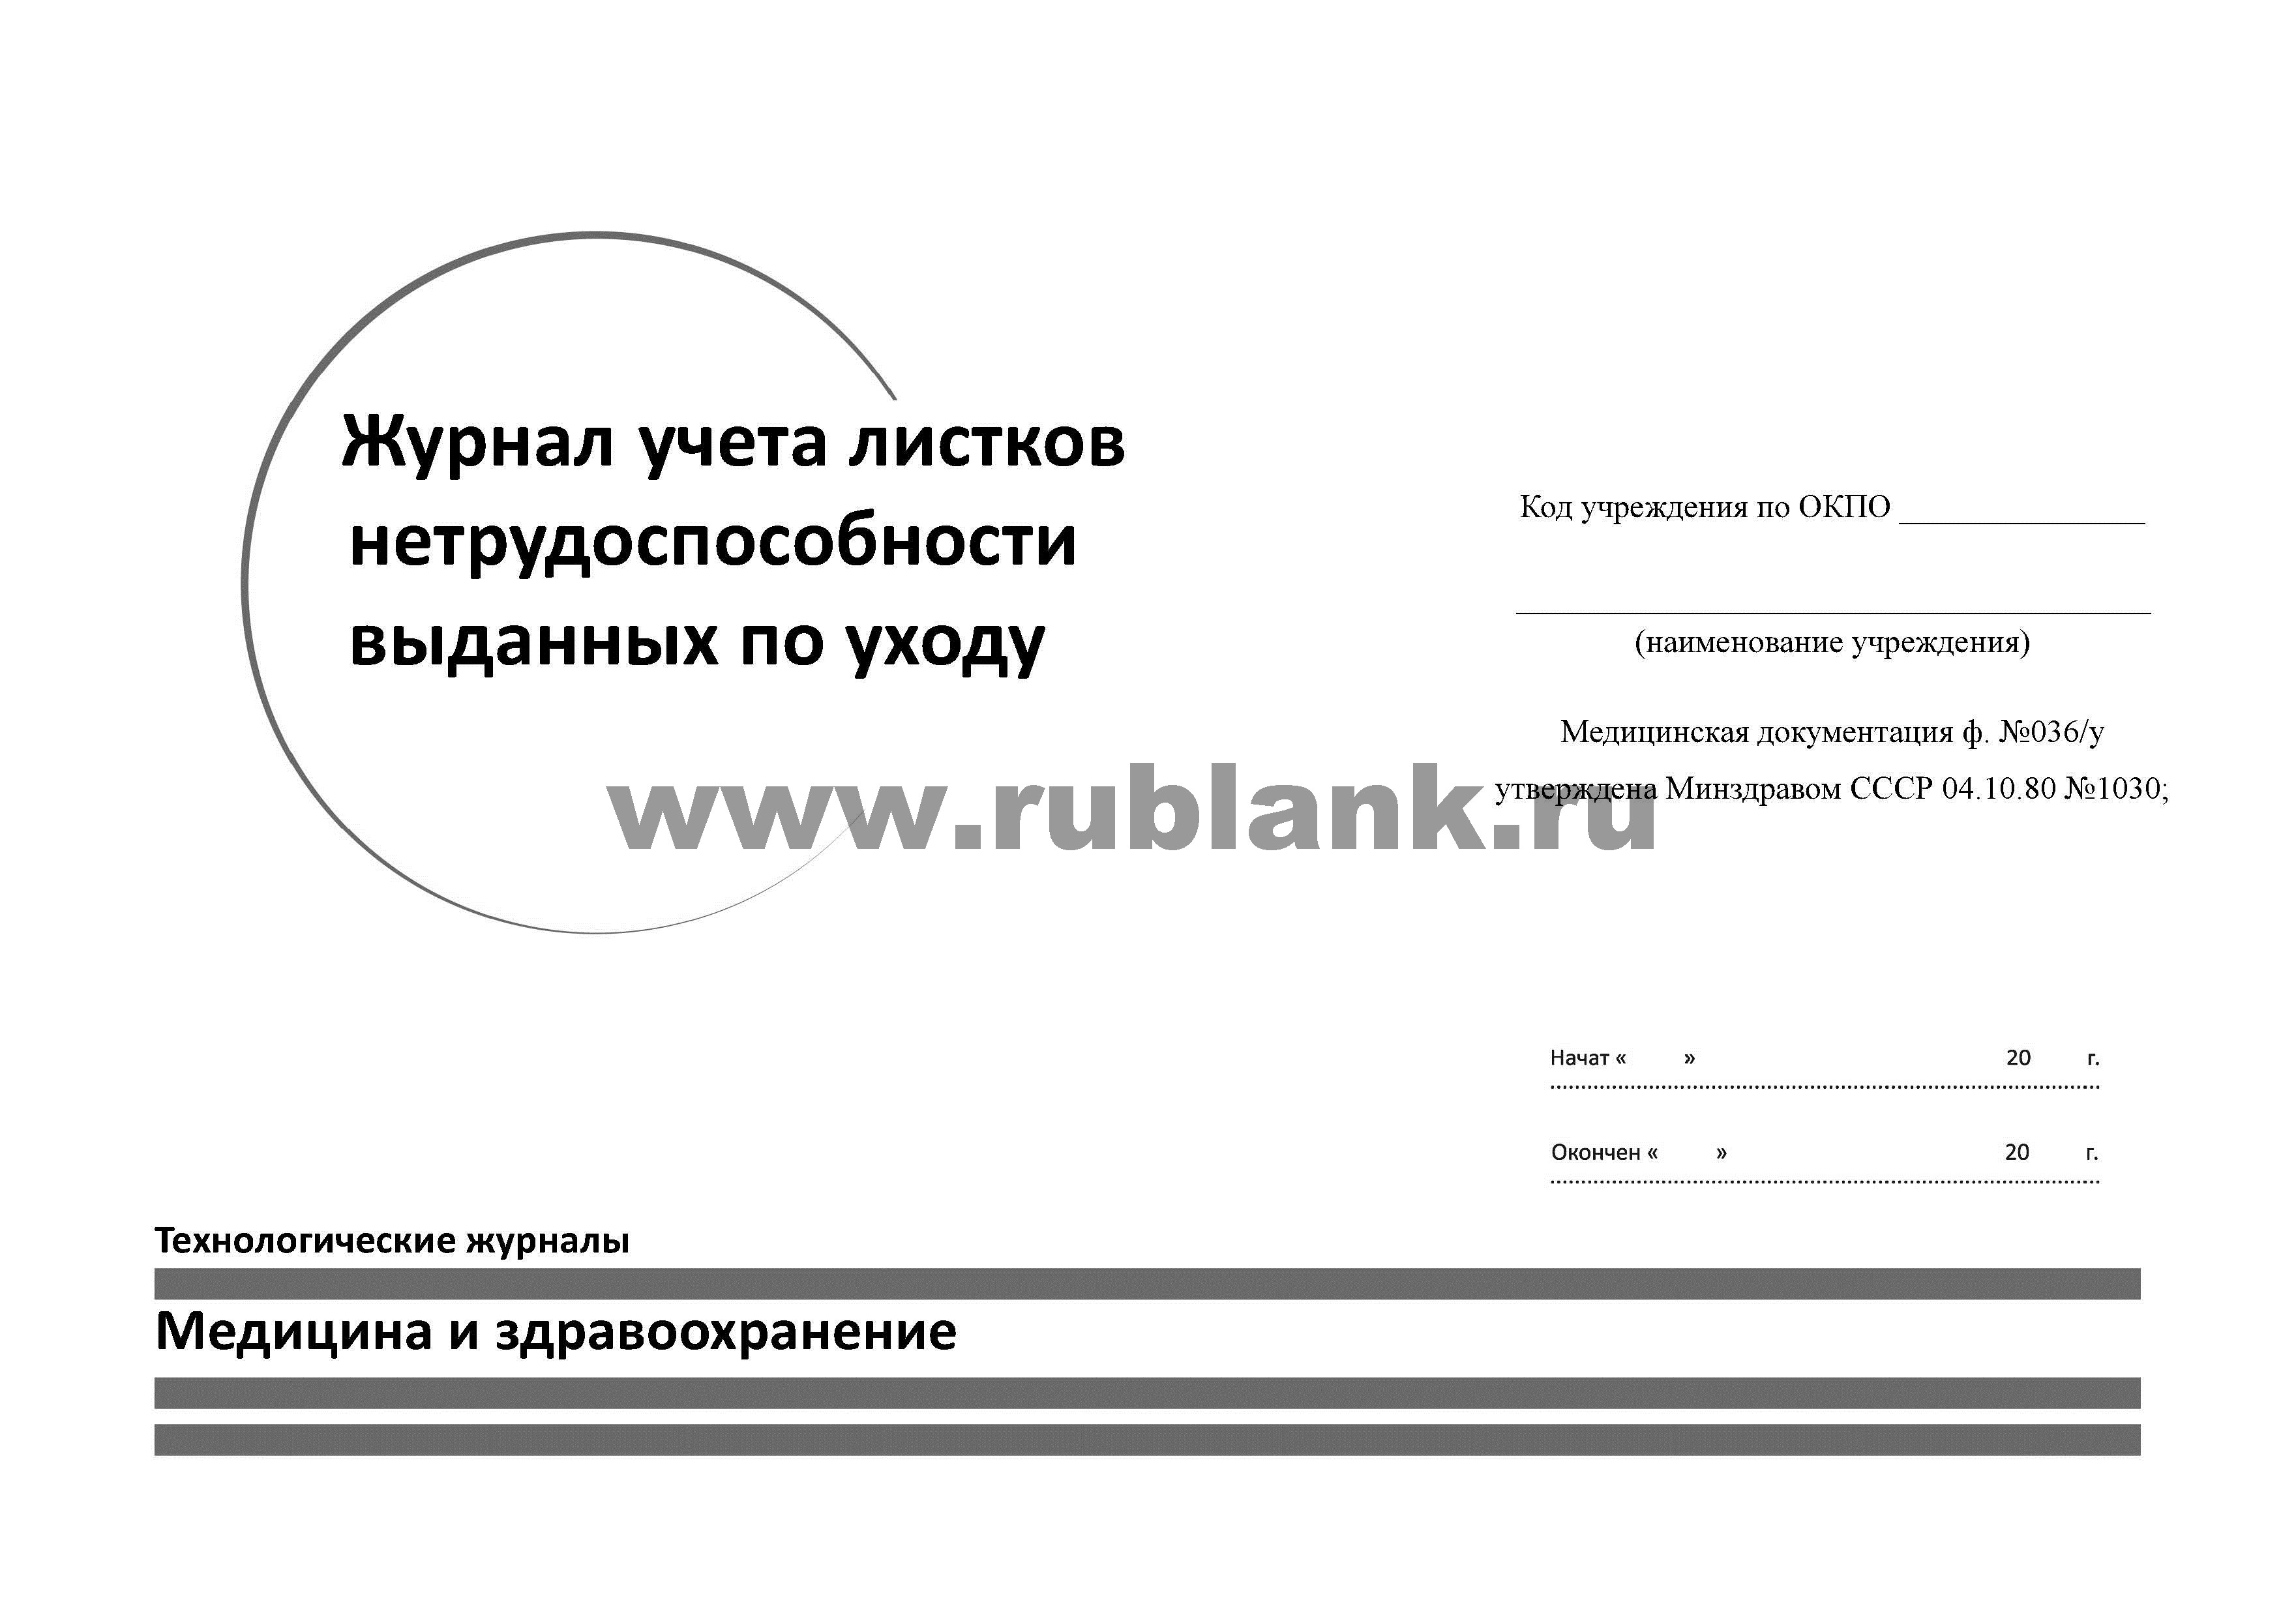 Журнал учета листков
нетрудоспособности
выданных по уходу
Код учреждения по ОКПО _______________
(наименование учреждения)
Медицинская документация ф. №036/у
утверждена Минздравом СССР 04.10.80 №1030;
www.rublank.ru
Начат « » 20 г.
Окончен « » 20 г.
Технологические журналы
Медицина и здравоохранение